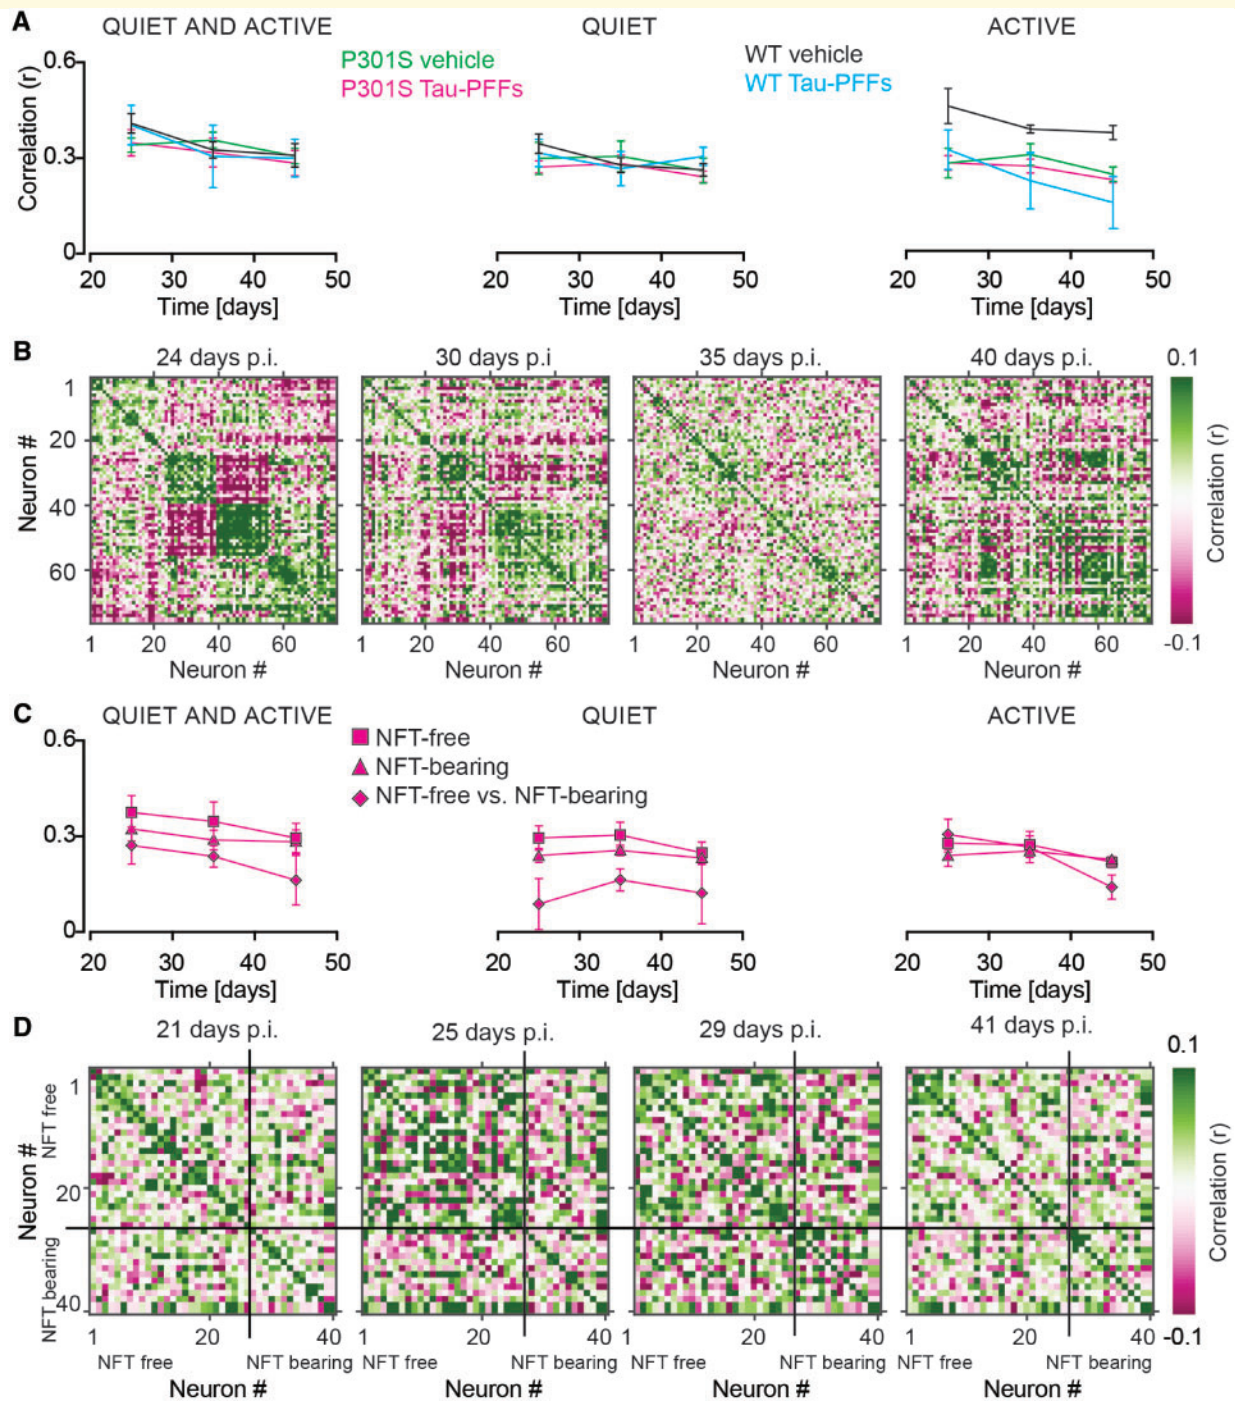 A
QUIET AND ACTIVE
QUIET
ACTIVE
P301S vehicle
P301S Tau-PFFs
WT vehicle
WT Tau-PFFs
Correlation (r)
0.6
0.3
0
20 30 40 50
20 30 40 50
20 30 40 50
Time [days]
Time [days]
Time [days]
B
24 days p.i.
30 days p.i
35 days p.i.
40 days p.i.
Neuron #
1
20
40
60
1 20 40 60
1 20 40 60
1 20 40 60
1 20 40 60
Neuron #
Neuron #
Neuron #
Neuron #
0.1
Correlation (r)
-0.1
C
QUIET AND ACTIVE
QUIET
ACTIVE
NFT-free
NFT-bearing
NFT-free vs. NFT-bearing
0.6
0.3
0
20 30 40 50
20 30 40 50
20 30 40 50
Time [days]
Time [days]
Time [days]
D
21 days p.i.
25 days p.i.
29 days p.i.
41 days p.i.
Neuron #
NFT free
NFT bearing
1
20
40
1 20 40
1 20 40
1 20 40
1 20 40
NFT free NFT bearing
NFT free NFT bearing
NFT free NFT bearing
NFT free NFT bearing
Neuron #
Neuron #
Neuron #
Neuron #
0.1
Correlation (r)
-0.1